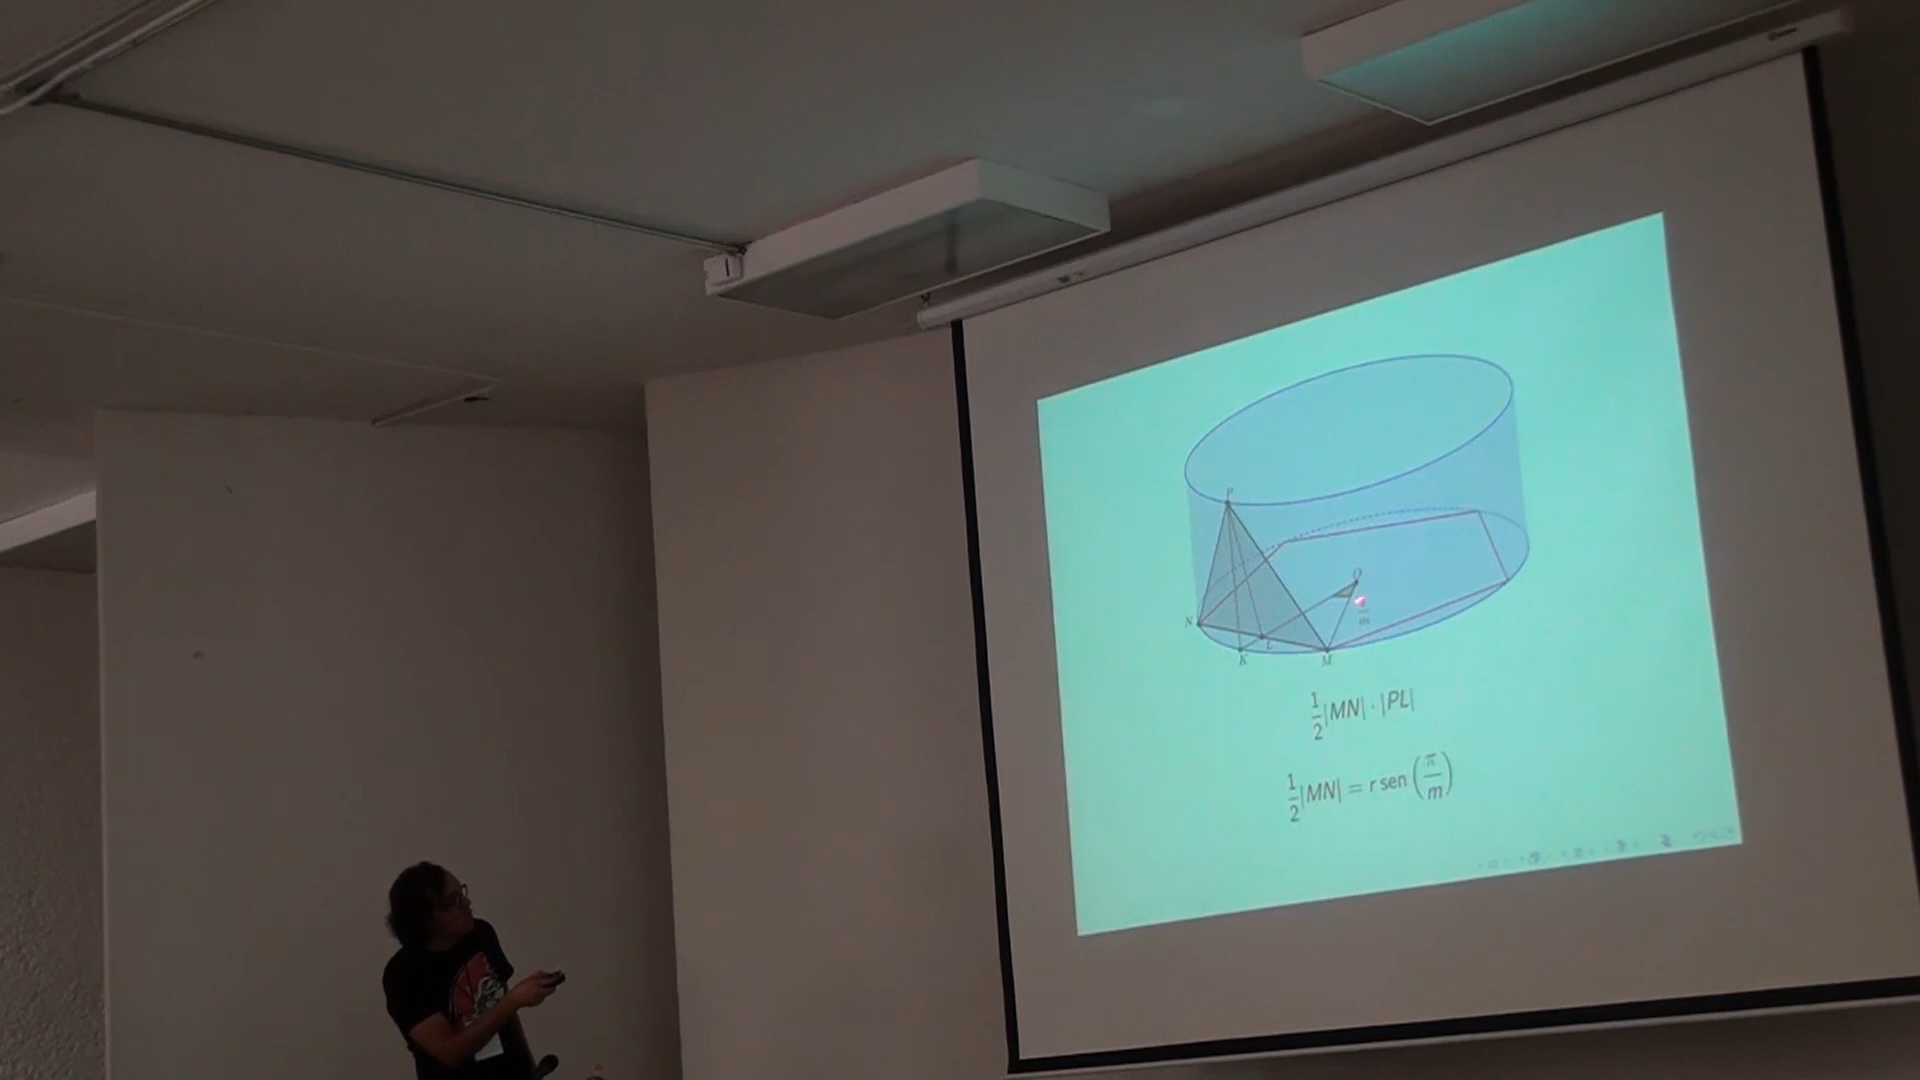 P
O
π/m
N
L
K
M
1/2|MN| · |PL|
1/2|MN| = r sen (π/m)